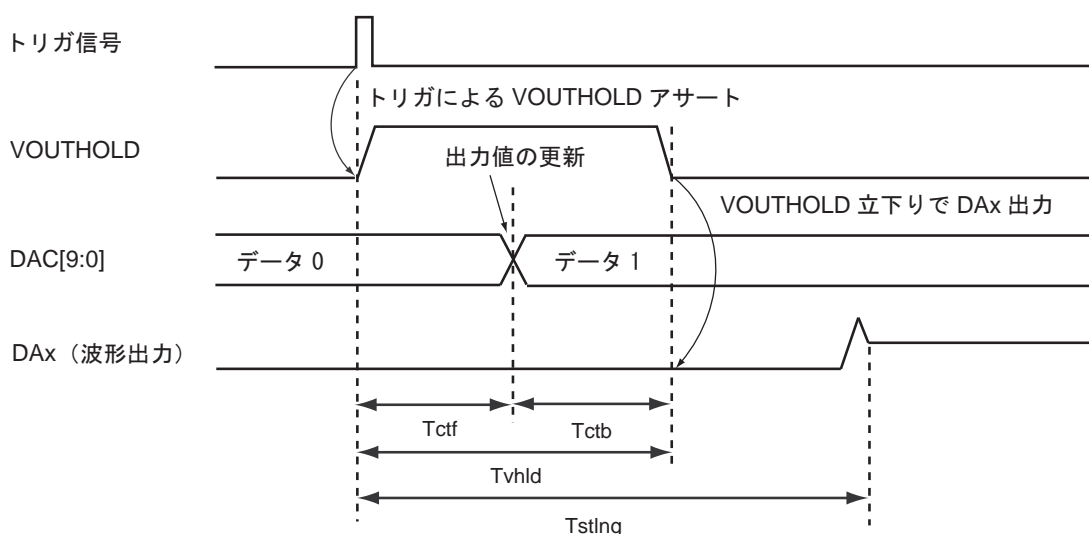 トリガ信号
トリガによる VOUTHOLD アサート
VOUTHOLD
出力値の更新
VOUTHOLD 立下りで DAx 出力
DAC[9:0]
データ 0
データ 1
DAx（波形出力）
Tctf
Tctb
Tvhld
Tstlng